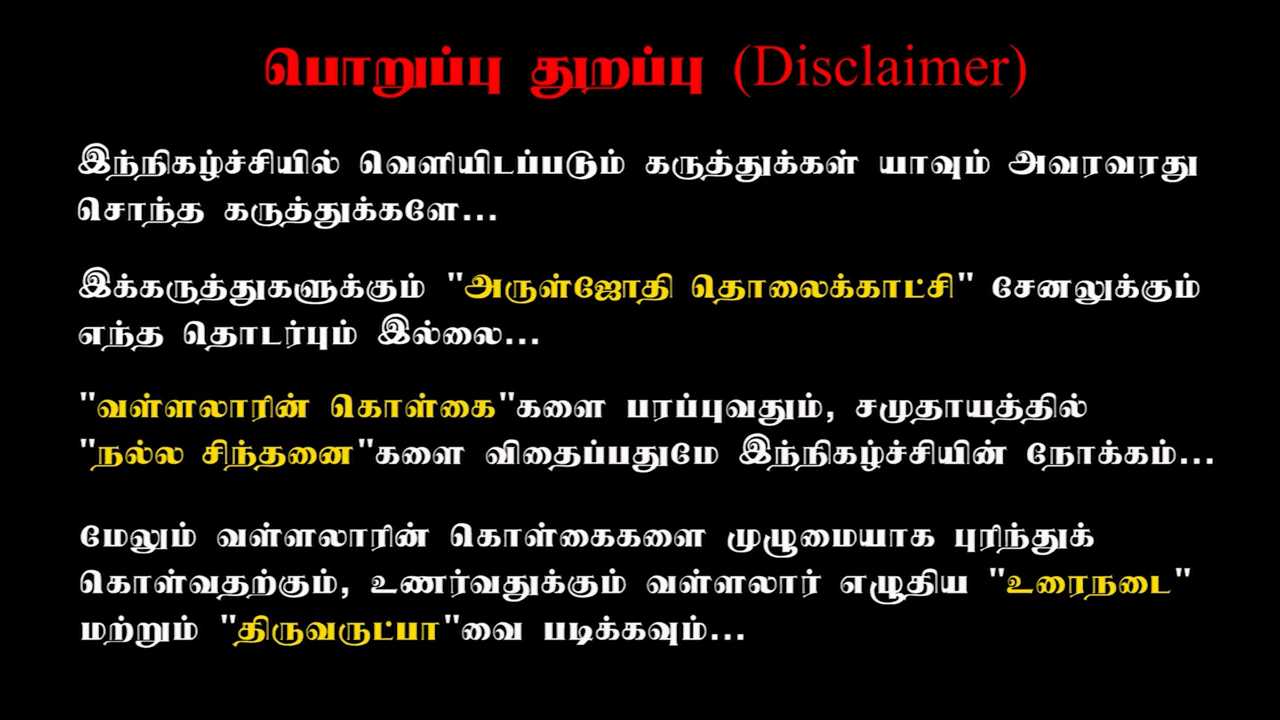 பொறுப்பு துறப்பு (Disclaimer)
இந்நிகழ்ச்சியில் வெளியிடப்படும் கருத்துக்கள் யாவும் அவரவரது
சொந்த கருத்துக்களே...
இக்கருத்துகளுக்கும் "அருள்ஜோதி தொலைக்காட்சி" சேனலுக்கும்
எந்த தொடர்பும் இல்லை...
"வள்ளலாரின் கொள்கை"களை பரப்புவதும், சமுதாயத்தில்
"நல்ல சிந்தனை"களை விதைப்பதுமே இந்நிகழ்ச்சியின் நோக்கம்...
மேலும் வள்ளலாரின் கொள்கைகளை முழுமையாக புரிந்துக்
கொள்வதற்கும், உணர்வதுக்கும் வள்ளலார் எழுதிய "உரைநடை"
மற்றும் "திருவருட்பா"வை படிக்கவும்...